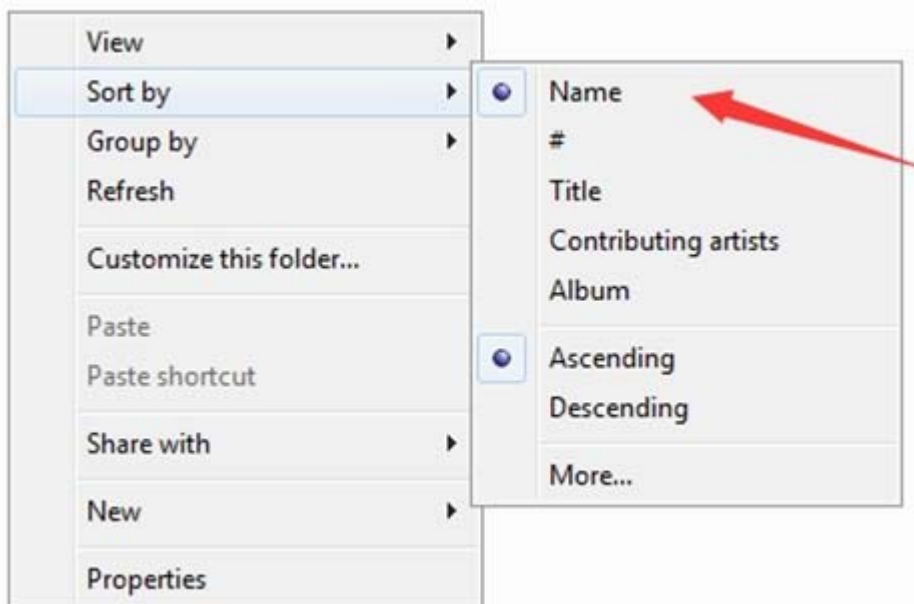 View
Sort by
Group by
Refresh
Customize this folder...
Paste
Paste shortcut
Share with
New
Properties
Name
#
Title
Contributing artists
Album
Ascending
Descending
More...